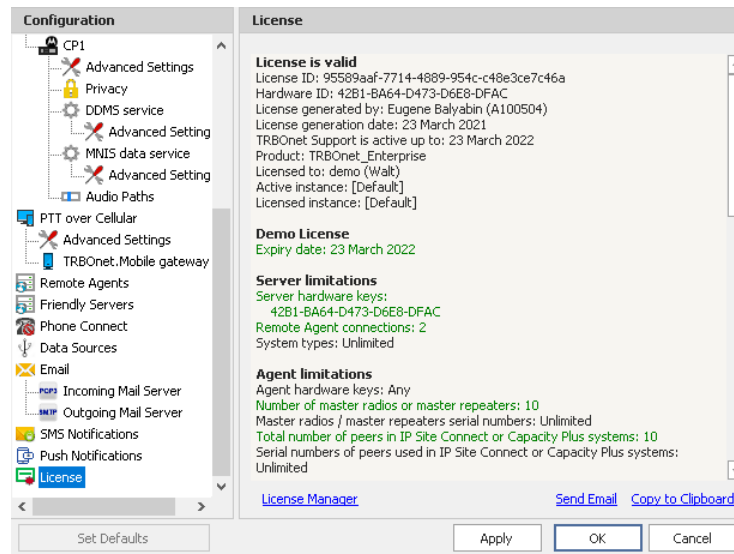 Configuration
CP1
Advanced Settings
Privacy
DDMS service
Advanced Setting
MNIS data service
Advanced Setting
Audio Paths
PTT over Cellular
Advanced Settings
TRBOnet.Mobile gateway
Remote Agents
Friendly Servers
Phone Connect
Data Sources
Email
POP3 Incoming Mail Server
SMTP Outgoing Mail Server
SMS Notifications
Push Notifications
License
Set Defaults
License
License is valid
License ID: 95589aaf-7714-4889-954c-c48e3ce7c46a
Hardware ID: 42B1-BA64-D473-D6E8-DFAC
License generated by: Eugene Balyabin (A100504)
License generation date: 23 March 2021
TRBOnet Support is active up to: 23 March 2022
Product: TRBOnet_Enterprise
Licensed to: demo (Walt)
Active instance: [Default]
Licensed instance: [Default]
Demo License
Expiry date: 23 March 2022
Server limitations
Server hardware keys:
42B1-BA64-D473-D6E8-DFAC
Remote Agent connections: 2
System types: Unlimited
Agent limitations
Agent hardware keys: Any
Number of master radios or master repeaters: 10
Master radios / master repeaters serial numbers: Unlimited
Total number of peers in IP Site Connect or Capacity Plus systems: 10
Serial numbers of peers used in IP Site Connect or Capacity Plus systems:
Unlimited
License Manager Send Email Copy to Clipboard
Apply OK Cancel